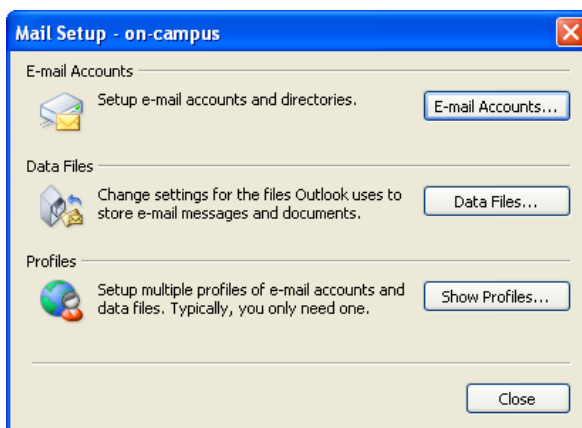 Mail Setup - on-campus
E-mail Accounts
Setup e-mail accounts and directories.
E-mail Accounts...
Data Files
Change settings for the files Outlook uses to
store e-mail messages and documents.
Data Files...
Profiles
Setup multiple profiles of e-mail accounts and
data files. Typically, you only need one.
Show Profiles...
Close